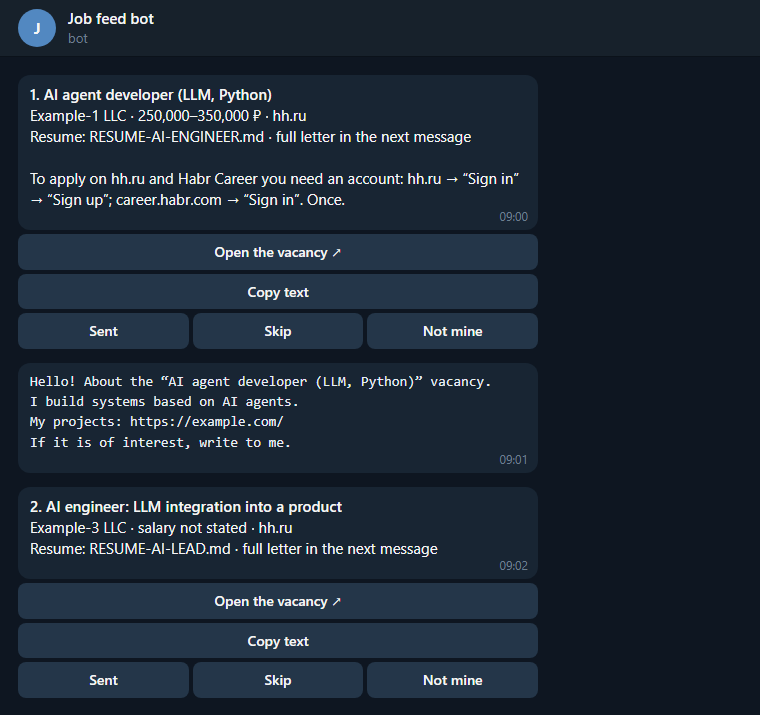 J
Job feed bot
bot
1. AI agent developer (LLM, Python)
Example-1 LLC · 250,000–350,000 ₽ · hh.ru
Resume: RESUME-AI-ENGINEER.md · full letter in the next message
To apply on hh.ru and Habr Career you need an account: hh.ru → “Sign in”
→ “Sign up”; career.habr.com → “Sign in”. Once.
09:00
Open the vacancy ↗
Copy text
Sent
Skip
Not mine
Hello! About the “AI agent developer (LLM, Python)” vacancy.
I build systems based on AI agents.
My projects: https://example.com/
If it is of interest, write to me.
09:01
2. AI engineer: LLM integration into a product
Example-3 LLC · salary not stated · hh.ru
Resume: RESUME-AI-LEAD.md · full letter in the next message
09:02
Open the vacancy ↗
Copy text
Sent
Skip
Not mine